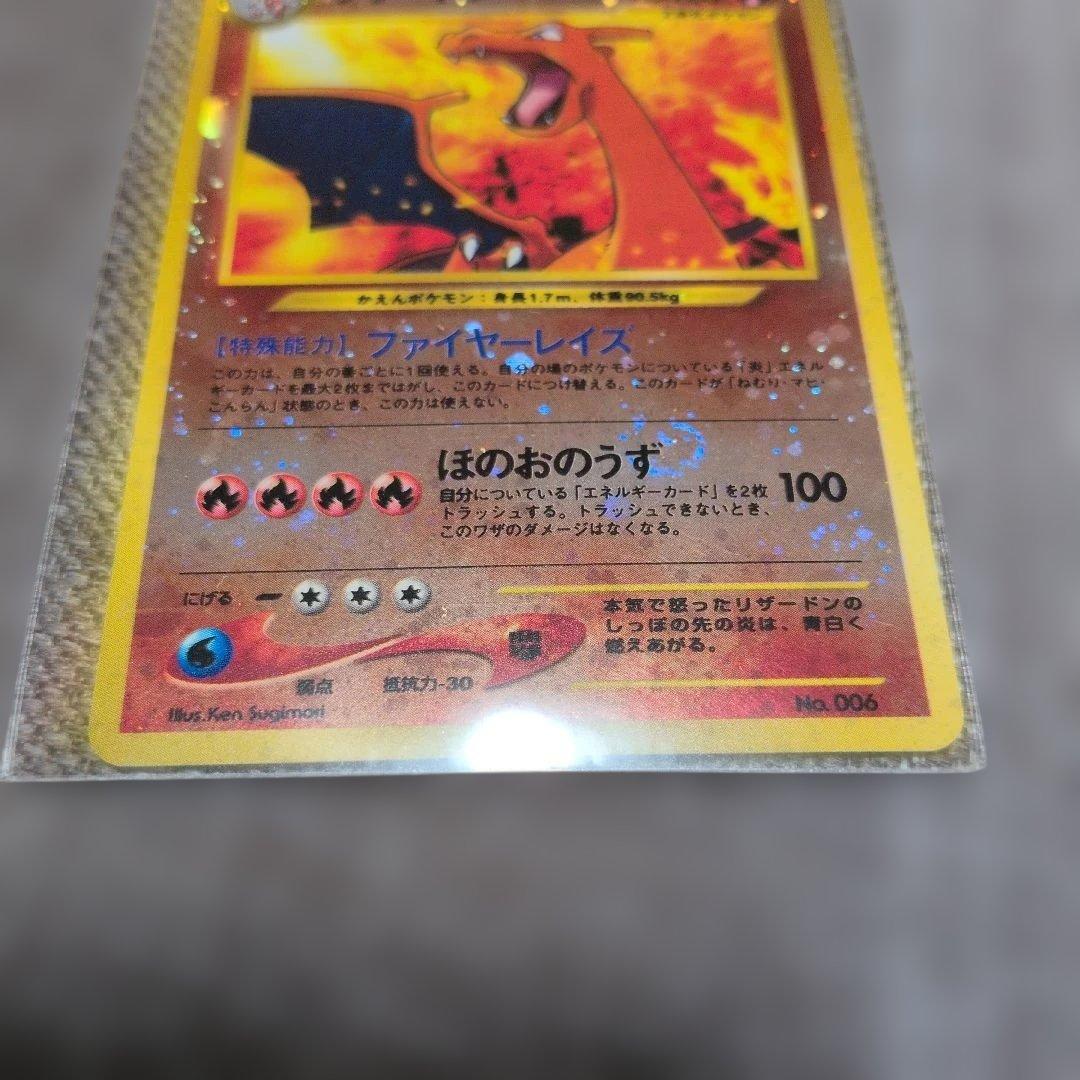 かえんポケモン：身長1.7m、体重90.5kg
【特殊能力】ファイヤーレイズ
この力は、自分の番ごとに1回使える。自分の場のポケモンについている「炎」エネル
ギーカードを最大2枚まではがし、このカードにつけ替える。このカードが「ねむり・マヒ・
こんらん」状態のとき、この力は使えない。
ほのおのうず
自分についている「エネルギーカード」を2枚
トラッシュする。トラッシュできないとき、
このワザのダメージはなくなる。
100
にげる
弱点
抵抗力-30
本気で怒ったリザードンの
しっぽの先の炎は、青白く
燃えあがる。
Illus.Ken Sugimori
No. 006